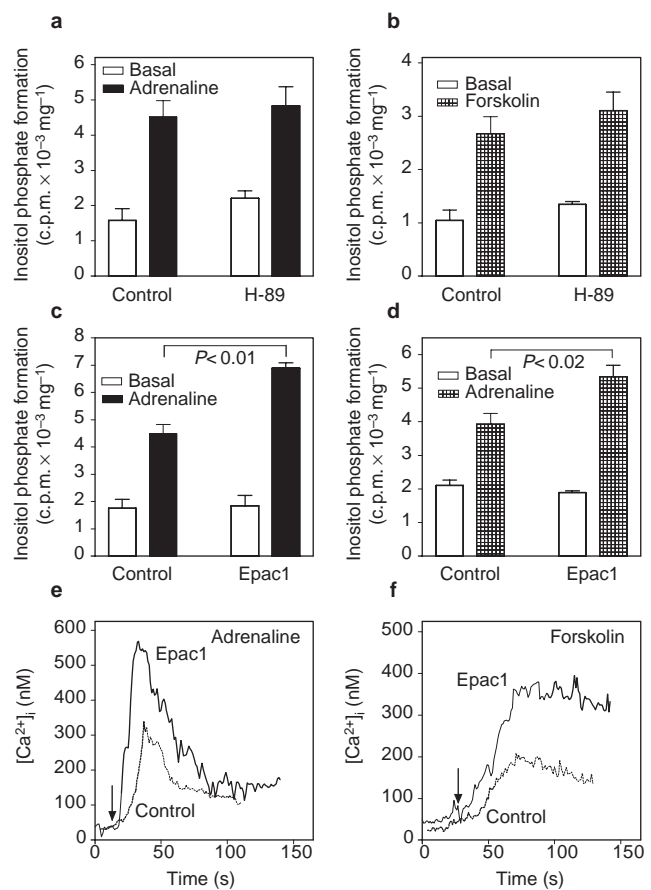 a
Inositol phosphate formation
(c.p.m. × 10⁻³ mg⁻¹)
6
5
4
3
2
1
0
Basal
Adrenaline
Control
H-89
b
Inositol phosphate formation
(c.p.m. × 10⁻³ mg⁻¹)
4
3
2
1
0
Basal
Forskolin
Control
H-89
c
Inositol phosphate formation
(c.p.m. × 10⁻³ mg⁻¹)
8
7
6
5
4
3
2
1
0
P< 0.01
Basal
Adrenaline
Control
Epac1
d
Inositol phosphate formation
(c.p.m. × 10⁻³ mg⁻¹)
6
5
4
3
2
1
0
P< 0.02
Basal
Adrenaline
Control
Epac1
e
[Ca²⁺]ᵢ (nM)
600
500
400
300
200
100
0
Adrenaline
Epac1
Control
0 50 100 150
Time (s)
f
[Ca²⁺]ᵢ (nM)
500
400
300
200
100
0
Forskolin
Epac1
Control
0 50 100 150
Time (s)